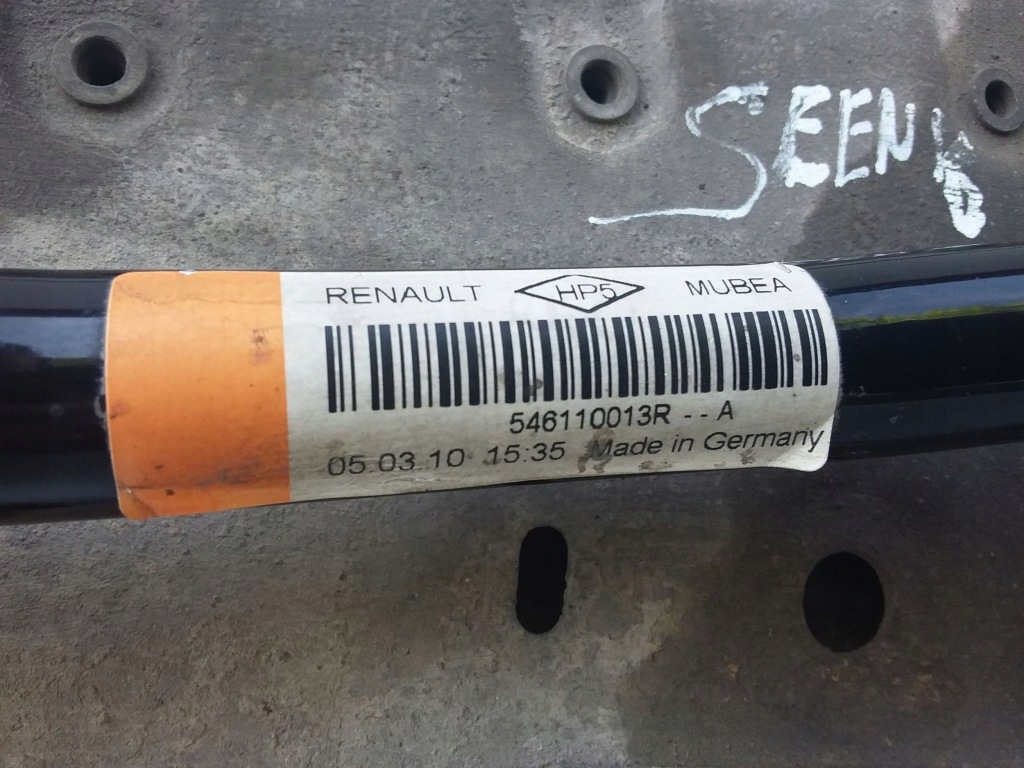 SEEN
RENAULT HP5 MUBEA
546110013R - - A
05.03.10 15:35 Made in Germany